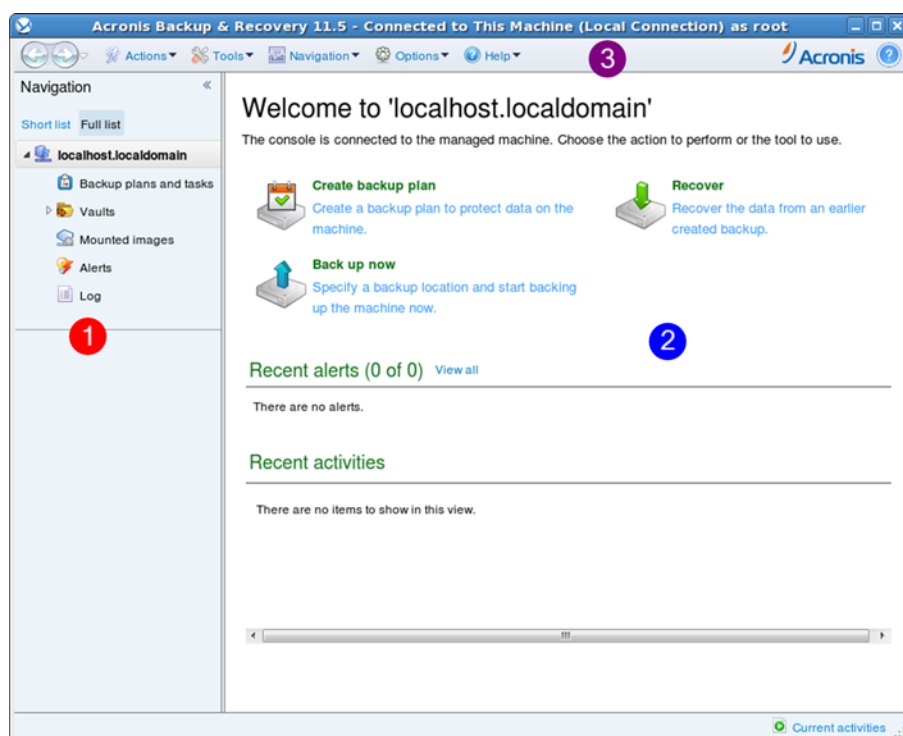 Acronis Backup & Recovery 11.5 - Connected to This Machine (Local Connection) as root
Actions Tools Navigation Options Help 3 Acronis ?
Navigation «
Short list Full list
localhost.localdomain
Backup plans and tasks
Vaults
Mounted images
Alerts
Log
1
Welcome to 'localhost.localdomain'
The console is connected to the managed machine. Choose the action to perform or the tool to use.
Create backup plan
Create a backup plan to protect data on the
machine.
Recover
Recover the data from an earlier
created backup.
Back up now
Specify a backup location and start backing
up the machine now.
2
Recent alerts (0 of 0) View all
There are no alerts.
Recent activities
There are no items to show in this view.
Current activities